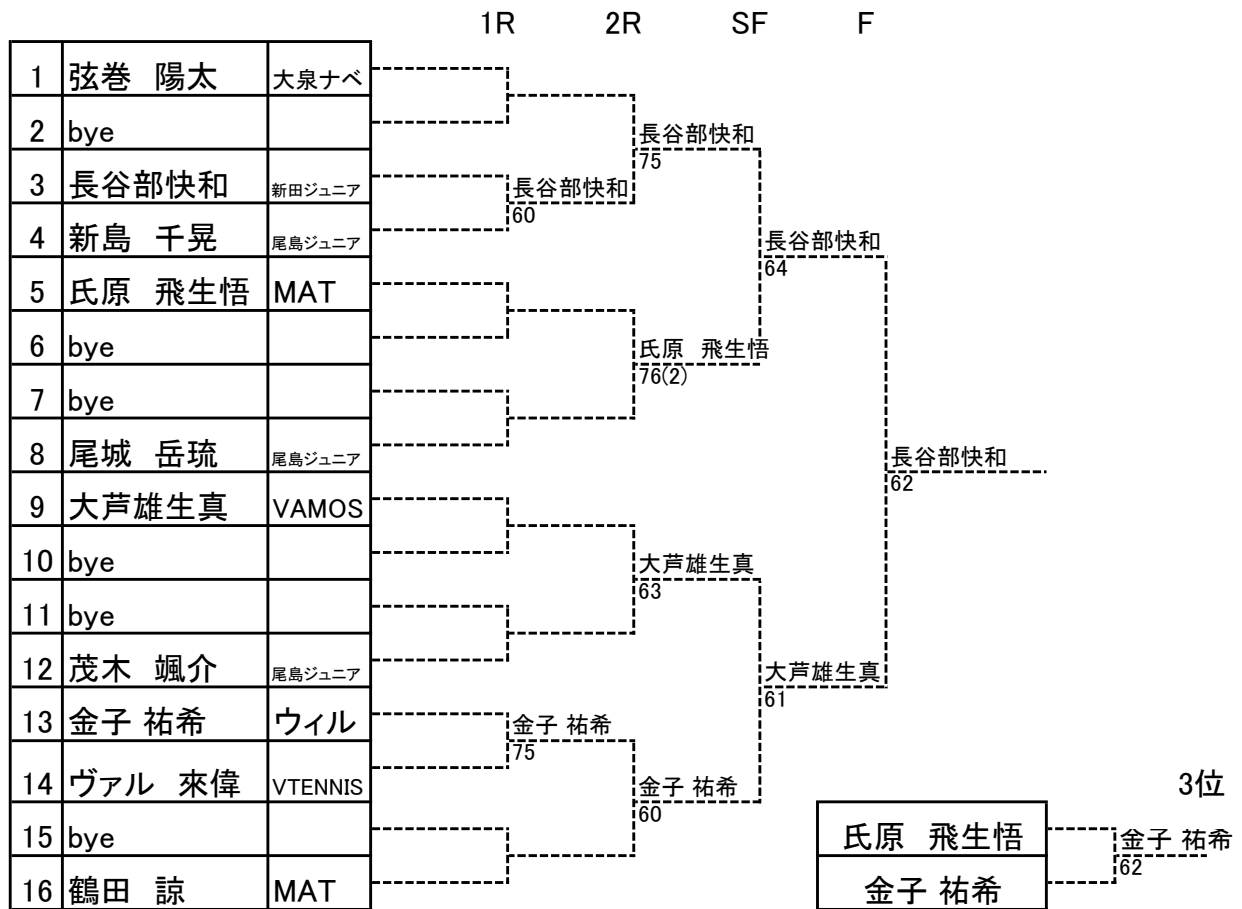 1R 2R SF F
1 弦巻 陽太 大泉ナベ
2 bye
長谷部快和
75
3 長谷部快和 新田ジュニア
長谷部快和
60
4 新島 千晃 尾島ジュニア
長谷部快和
64
5 氏原 飛生悟 MAT
6 bye
氏原 飛生悟
76(2)
7 bye
8 尾城 岳琉 尾島ジュニア
長谷部快和
62
9 大芦雄生真 VAMOS
10 bye
大芦雄生真
63
11 bye
12 茂木 颯介 尾島ジュニア
大芦雄生真
61
13 金子 祐希 ウィル
金子 祐希
75
14 ヴァル 來偉 VTENNIS
金子 祐希
60
15 bye
16 鶴田 諒 MAT
3位
氏原 飛生悟
金子 祐希
金子 祐希
62